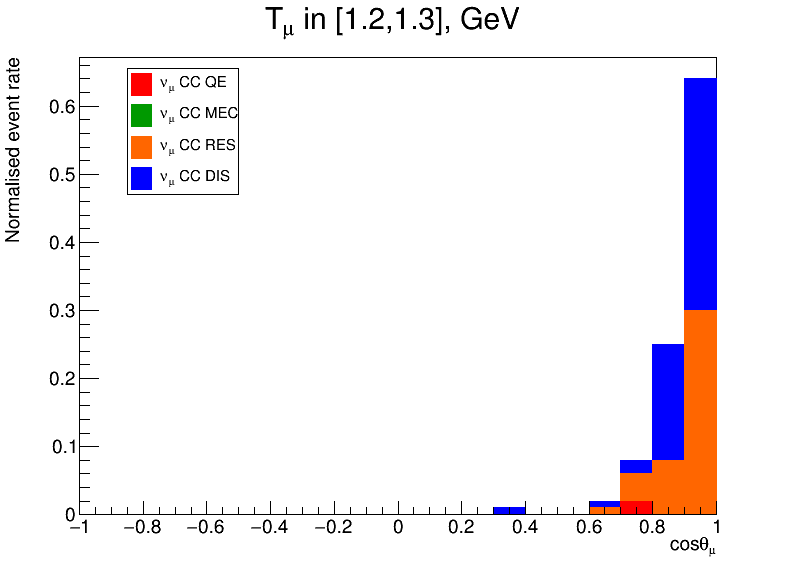 Tμ in [1.2,1.3], GeV
Normalised event rate
νμ CC QE
νμ CC MEC
νμ CC RES
νμ CC DIS
0.6
0.5
0.4
0.3
0.2
0.1
0
−1 −0.8 −0.6 −0.4 −0.2 0 0.2 0.4 0.6 0.8 1
cosθμ